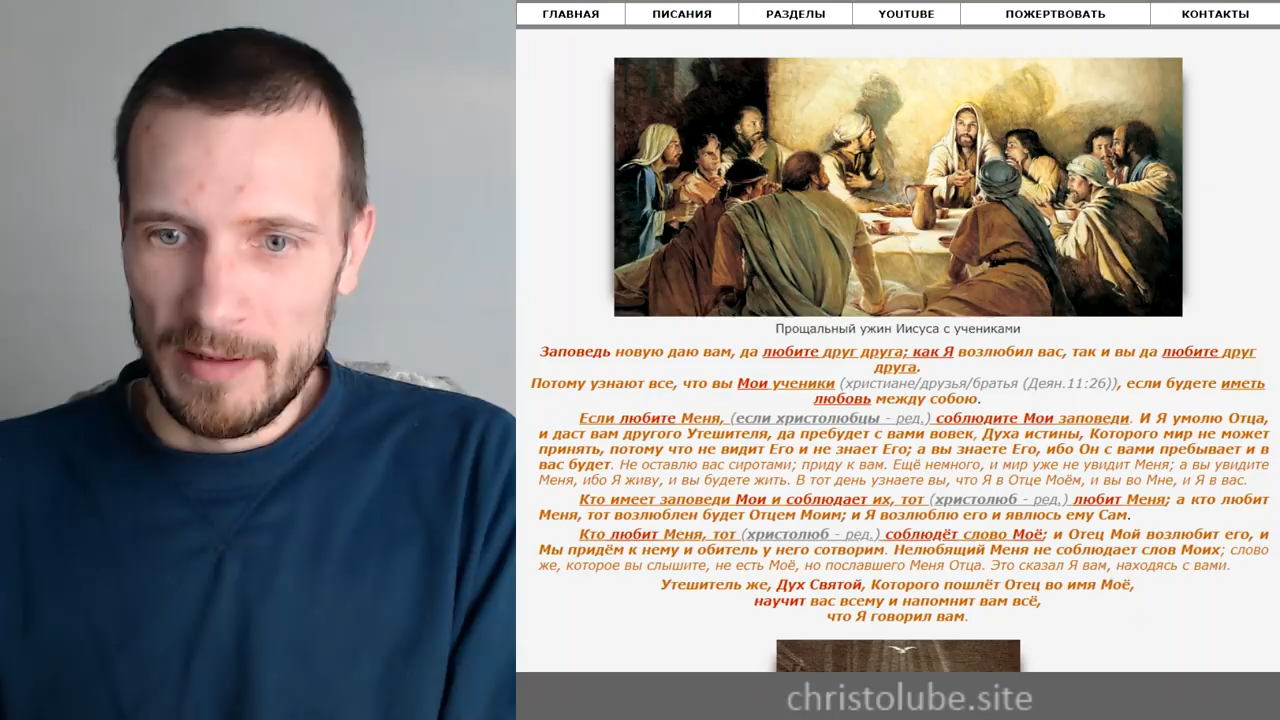 ГЛАВНАЯ ПИСАНИЯ РАЗДЕЛЫ YOUTUBE ПОЖЕРТВОВАТЬ КОНТАКТЫ
Прощальный ужин Иисуса с учениками
Заповедь новую даю вам, да любите друг друга; как Я возлюбил вас, так и вы да любите друг
друга.
Потому узнают все, что вы Мои ученики (христиане/друзья/братья (Деян.11:26)), если будете иметь
любовь между собою.
Если любите Меня, (если христолюбцы - ред.) соблюдите Мои заповеди. И Я умолю Отца,
и даст вам другого Утешителя, да пребудет с вами вовек, Духа истины, Которого мир не может
принять, потому что не видит Его и не знает Его; а вы знаете Его, ибо Он с вами пребывает и в
вас будет. Не оставлю вас сиротами; приду к вам. Ещё немного, и мир уже не увидит Меня; а вы увидите
Меня, ибо Я живу, и вы будете жить. В тот день узнаете вы, что Я в Отце Моём, и вы во Мне, и Я в вас.
Кто имеет заповеди Мои и соблюдает их, тот (христолюб - ред.) любит Меня; а кто любит
Меня, тот возлюблен будет Отцем Моим; и Я возлюблю его и явлюсь ему Сам.
Кто любит Меня, тот (христолюб - ред.) соблюдёт слово Моё; и Отец Мой возлюбит его, и
Мы придём к нему и обитель у него сотворим. Нелюбящий Меня не соблюдает слов Моих; слово
же, которое вы слышите, не есть Моё, но пославшего Меня Отца. Это сказал Я вам, находясь с вами.
Утешитель же, Дух Святой, Которого пошлёт Отец во имя Моё,
научит вас всему и напомнит вам всё,
что Я говорил вам.
christolube.site